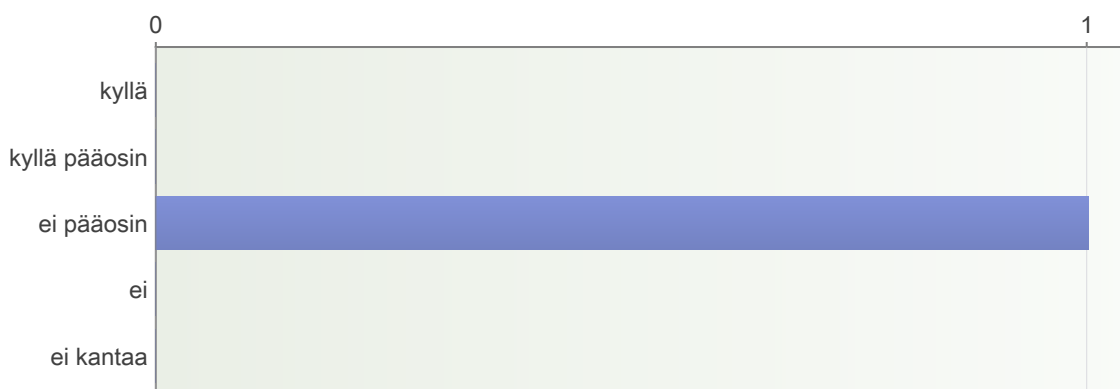 0 1
kyllä
kyllä pääosin
ei pääosin
ei
ei kantaa